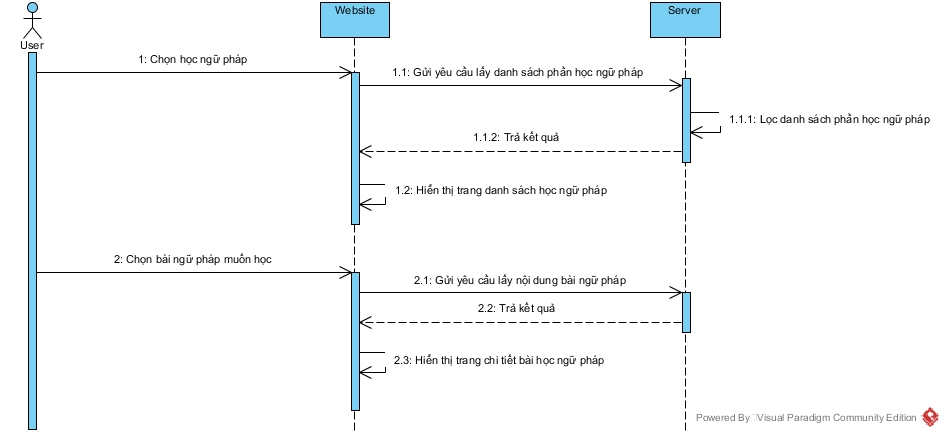 Website
Server
User
1: Chọn học ngữ pháp
1.1: Gửi yêu cầu lấy danh sách phần học ngữ pháp
1.1.1: Lọc danh sách phần học ngữ pháp
1.1.2: Trả kết quả
1.2: Hiển thị trang danh sách học ngữ pháp
2: Chọn bài ngữ pháp muốn học
2.1: Gửi yêu cầu lấy nội dung bài ngữ pháp
2.2: Trả kết quả
2.3: Hiển thị trang chi tiết bài học ngữ pháp
Powered By Visual Paradigm Community Edition